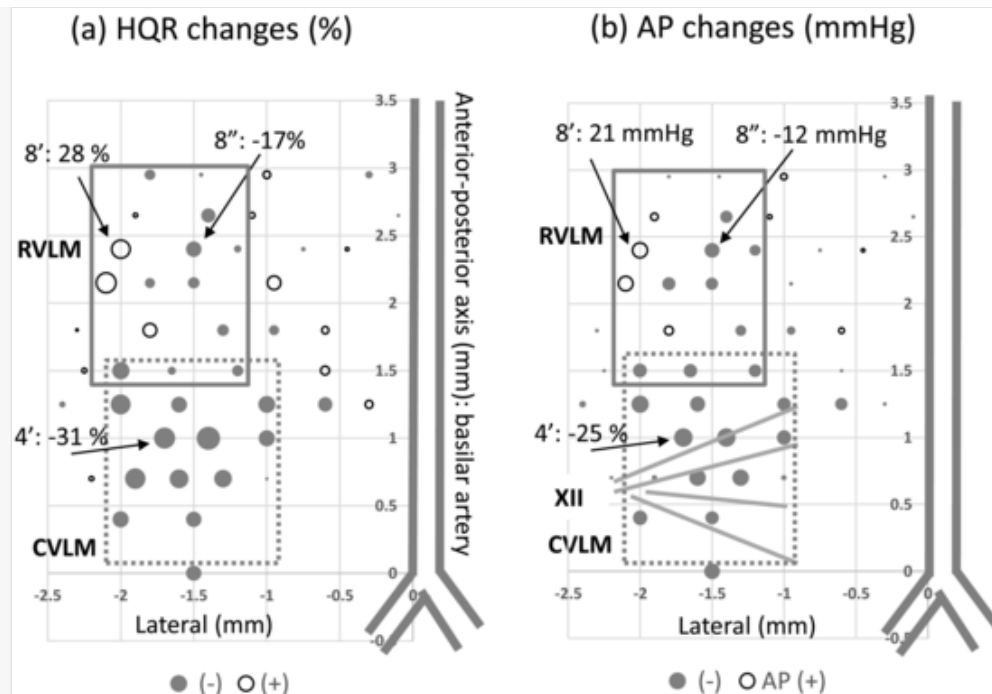 (a) HQR changes (%)
3.5
8': 28 %
8": -17%
3
RVLM
2.5
2
1.5
4': -31 %
1
0.5
CVLM
0
-2.5 -2 -1.5 -1 -0.5 0
Lateral (mm)
-0.5
(-) (+)
Anterior-posterior axis (mm): basilar artery
(b) AP changes (mmHg)
3.5
8': 21 mmHg
8": -12 mmHg
3
RVLM
2.5
2
1.5
4': -25 %
1
XII
0.5
CVLM
0
-2.5 -2 -1.5 -1 -0.5 0
Lateral (mm)
(-) AP (+)